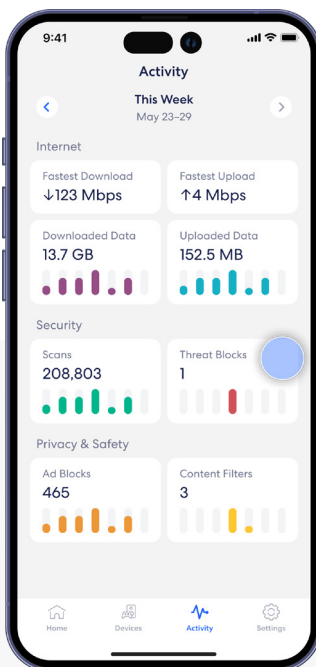 9:41
Activity
This Week
May 23–29
Internet
Fastest Download
↓123 Mbps
Fastest Upload
↑4 Mbps
Downloaded Data
13.7 GB
Uploaded Data
152.5 MB
Security
Scans
208,803
Threat Blocks
1
Privacy & Safety
Ad Blocks
465
Content Filters
3
Home
Devices
Activity
Settings